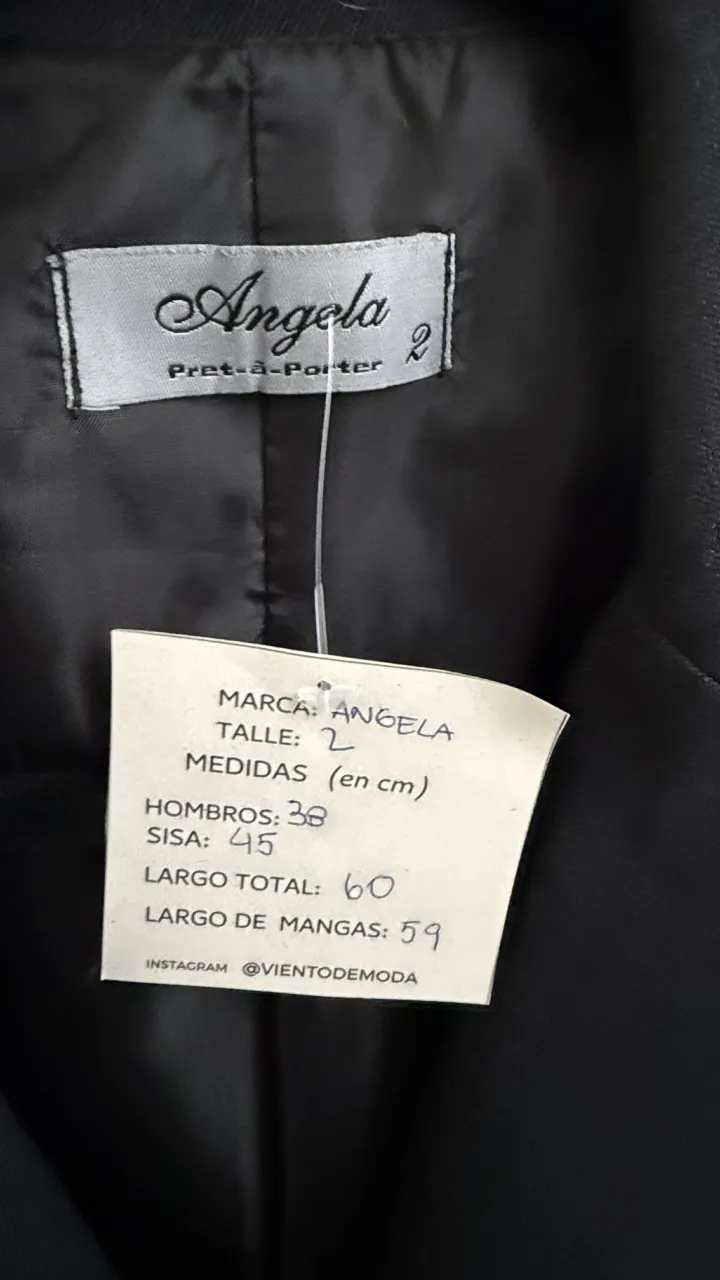 Angela
2
Pret-à-Porter
MARCA: ANGELA
TALLE: 2
MEDIDAS (en cm)
HOMBROS: 38
SISA: 45
LARGO TOTAL: 60
LARGO DE MANGAS: 59
INSTAGRAM @VIENTODEMODA